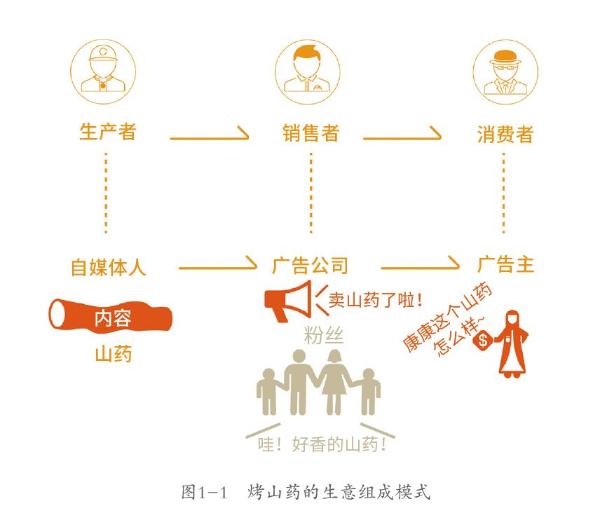 生产者
销售者
消费者
自媒体人
广告公司
广告主
内容
山药
卖山药了啦！
粉丝
康康这个山药
怎么样~
$
哇！好香的山药！
图1-1 烤山药的生意组成模式